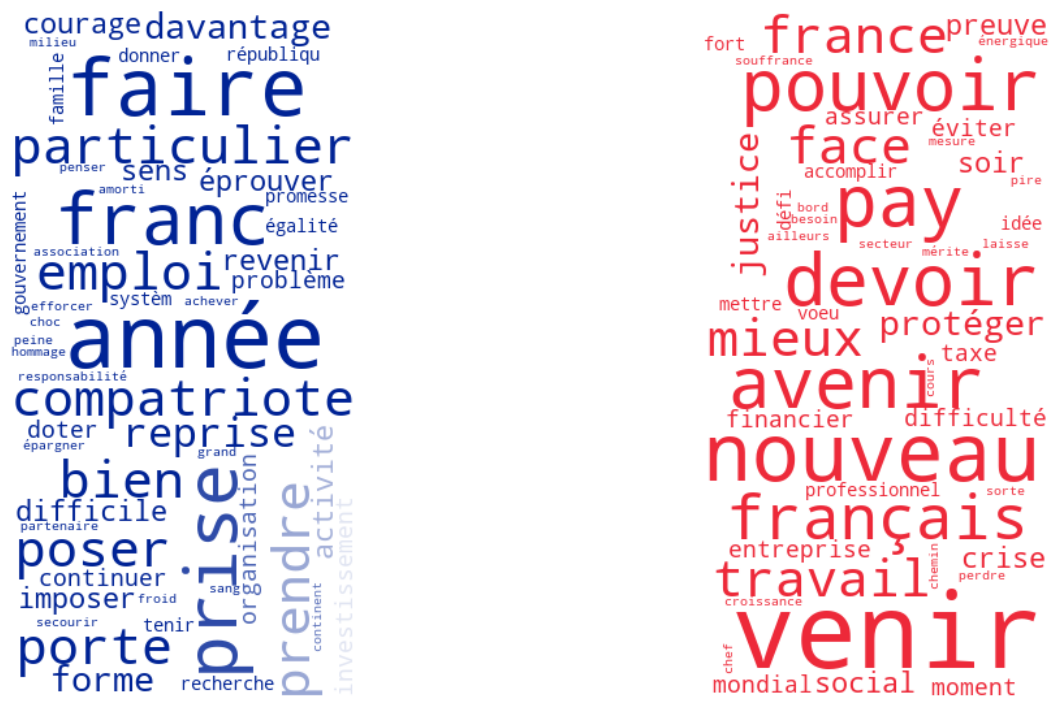 courage davantage
milieu
donner républiqu
famille
faire
particulier
penser sens
éprouver
amorti promesse
franc
égalité
gouvernement
association
revenir
emploi problème
systèm achever
efforcer
choc
année
peine
hommage
responsabilité
compatriote
doter reprise
épargner
grand
activité
bien
prise
organisation
prendre
investissement
difficile
partenaire
poser
continuer
sang
continent
imposer froid
secourir tenir
porte
forme recherche
france preuve
fort énergique
souffrance
pouvoir
assurer
éviter
face mesure
justice
accomplir soir
pire
défi
pay
bord
besoin
idée
ailleurs
secteur
mérite laisse
devoir
mettre
voeu
protéger
mieux taxe
avenir
cours
financier difficulté
nouveau
professionnel sorte
français
entreprise
chemin
crise
travail perdre
croissance
venir
chef
mondial social moment